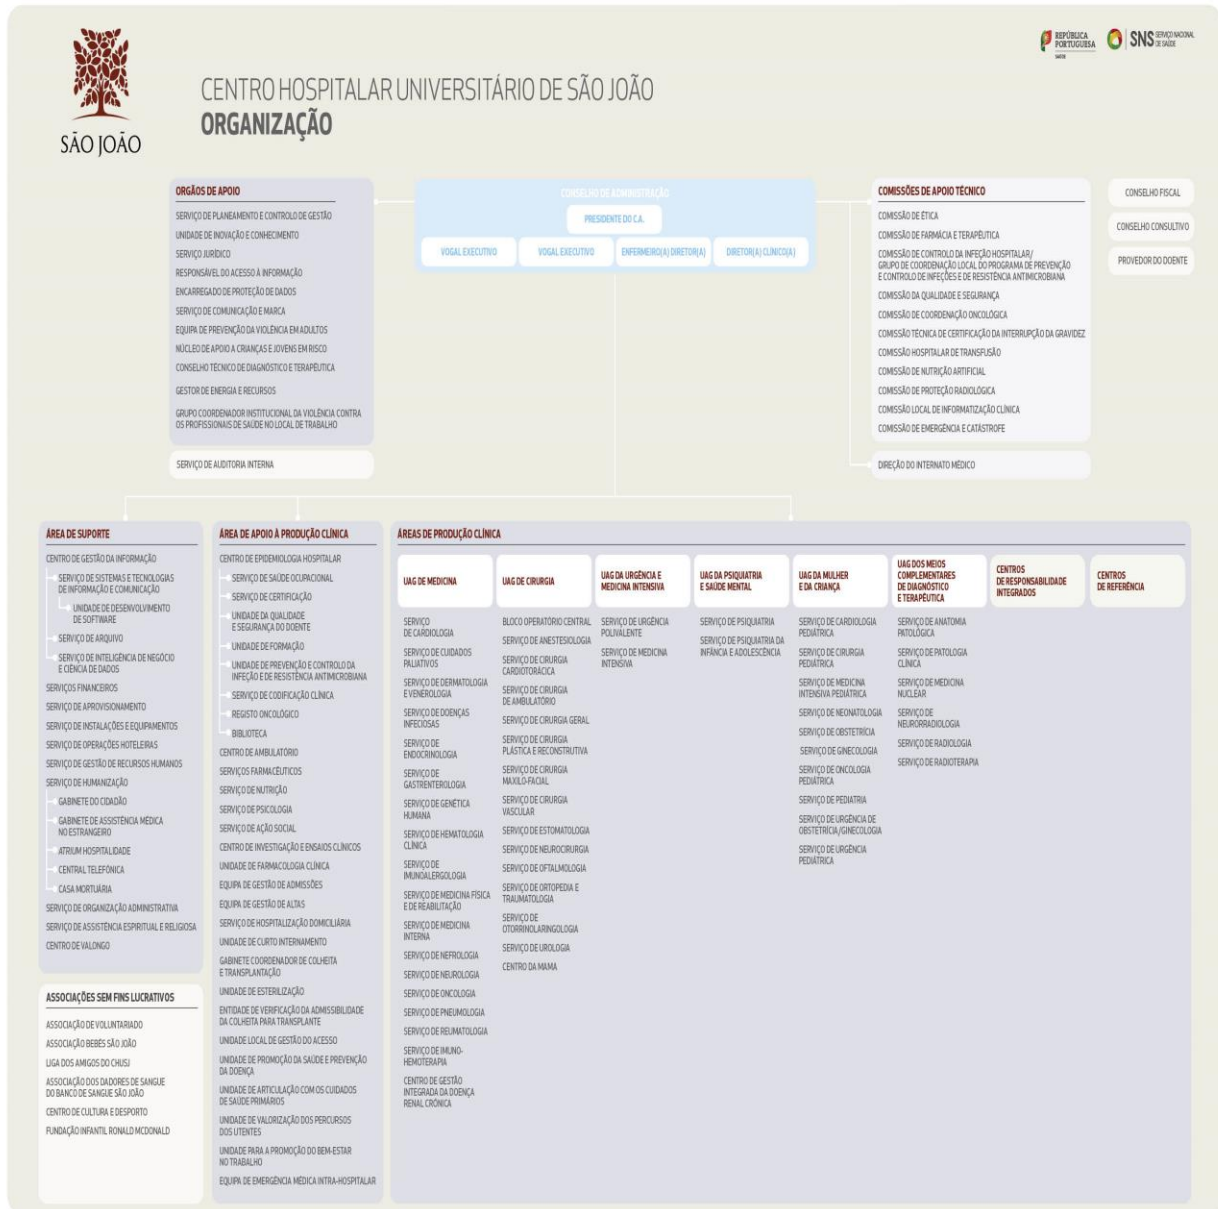 SÃO JOÃO
CENTRO HOSPITALAR UNIVERSITÁRIO DE SÃO JOÃO
ORGANIZAÇÃO
REPÚBLICA
PORTUGUESA
SAÚDE
SNS SERVIÇO NACIONAL
DE SAÚDE
ORGÃOS DE APOIO
SERVIÇO DE PLANEAMENTO E CONTROLO DE GESTÃO
UNIDADE DE INOVAÇÃO E CONHECIMENTO
SERVIÇO JURÍDICO
RESPONSÁVEL DO ACESSO À INFORMAÇÃO
ENCARREGADO DE PROTEÇÃO DE DADOS
SERVIÇO DE COMUNICAÇÃO E MARCA
EQUIPA DE PREVENÇÃO DA VIOLÊNCIA EM ADULTOS
NÚCLEO DE APOIO A CRIANÇAS E JOVENS EM RISCO
CONSELHO TÉCNICO DE DIAGNÓSTICO E TERAPÊUTICA
GESTOR DE ENERGIA E RECURSOS
GRUPO COORDENADOR INSTITUCIONAL DA VIOLÊNCIA CONTRA
OS PROFISSIONAIS DE SAÚDE NO LOCAL DE TRABALHO
SERVIÇO DE AUDITORIA INTERNA
CONSELHO DE ADMINISTRAÇÃO
PRESIDENTE DO C.A.
VOGAL EXECUTIVO
VOGAL EXECUTIVO
ENFERMEIRO(A) DIRETOR(A)
DIRETOR(A) CLÍNICO(A)
COMISSÕES DE APOIO TÉCNICO
COMISSÃO DE ÉTICA
COMISSÃO DE FARMÁCIA E TERAPÊUTICA
COMISSÃO DE CONTROLO DA INFEÇÃO HOSPITALAR/
GRUPO DE COORDENAÇÃO LOCAL DO PROGRAMA DE PREVENÇÃO
E CONTROLO DE INFEÇÕES E DE RESISTÊNCIA ANTIMICROBIANA
COMISSÃO DA QUALIDADE E SEGURANÇA
COMISSÃO DE COORDENAÇÃO ONCOLÓGICA
COMISSÃO TÉCNICA DE CERTIFICAÇÃO DA INTERRUPÇÃO DA GRAVIDEZ
COMISSÃO HOSPITALAR DE TRANSFUSÃO
COMISSÃO DE NUTRIÇÃO ARTIFICIAL
COMISSÃO DE PROTEÇÃO RADIOLÓGICA
COMISSÃO LOCAL DE INFORMATIZAÇÃO CLÍNICA
COMISSÃO DE EMERGÊNCIA E CATÁSTROFE
DIREÇÃO DO INTERNATO MÉDICO
CONSELHO FISCAL
CONSELHO CONSULTIVO
PROVEDOR DO DOENTE
ÁREA DE SUPORTE
CENTRO DE GESTÃO DA INFORMAÇÃO
SERVIÇO DE SISTEMAS E TECNOLOGIAS
DE INFORMAÇÃO E COMUNICAÇÃO
UNIDADE DE DESENVOLVIMENTO
DE SOFTWARE
SERVIÇO DE ARQUIVO
SERVIÇO DE INTELIGÊNCIA DE NEGÓCIO
E CIÊNCIA DE DADOS
SERVIÇOS FINANCEIROS
SERVIÇO DE APROVISIONAMENTO
SERVIÇO DE INSTALAÇÕES E EQUIPAMENTOS
SERVIÇO DE OPERAÇÕES HOTELEIRAS
SERVIÇO DE GESTÃO DE RECURSOS HUMANOS
SERVIÇO DE HUMANIZAÇÃO
GABINETE DO CIDADÃO
GABINETE DE ASSISTÊNCIA MÉDICA
NO ESTRANGEIRO
ATRIUM HOSPITALIDADE
CENTRAL TELEFÓNICA
CASA MORTUÁRIA
SERVIÇO DE ORGANIZAÇÃO ADMINISTRATIVA
SERVIÇO DE ASSISTÊNCIA ESPIRITUAL E RELIGIOSA
CENTRO DE VALONGO
ASSOCIAÇÕES SEM FINS LUCRATIVOS
ASSOCIAÇÃO DE VOLUNTARIADO
ASSOCIAÇÃO BEBÉS SÃO JOÃO
LIGA DOS AMIGOS DO CHUSJ
ASSOCIAÇÃO DOS DADORES DE SANGUE
DO BANCO DE SANGUE SÃO JOÃO
CENTRO DE CULTURA E DESPORTO
FUNDAÇÃO INFANTIL RONALD MCDONALD
ÁREA DE APOIO À PRODUÇÃO CLÍNICA
CENTRO DE EPIDEMIOLOGIA HOSPITALAR
SERVIÇO DE SAÚDE OCUPACIONAL
SERVIÇO DE CERTIFICAÇÃO
UNIDADE DA QUALIDADE
E SEGURANÇA DO DOENTE
UNIDADE DE FORMAÇÃO
UNIDADE DE PREVENÇÃO E CONTROLO DA
INFEÇÃO E DE RESISTÊNCIA ANTIMICROBIANA
SERVIÇO DE CODIFICAÇÃO CLÍNICA
REGISTO ONCOLÓGICO
BIBLIOTECA
CENTRO DE AMBULATÓRIO
SERVIÇOS FARMACÊUTICOS
SERVIÇO DE NUTRIÇÃO
SERVIÇO DE PSICOLOGIA
SERVIÇO DE AÇÃO SOCIAL
CENTRO DE INVESTIGAÇÃO E ENSAIOS CLÍNICOS
UNIDADE DE FARMACOLOGIA CLÍNICA
EQUIPA DE GESTÃO DE ADMISSÕES
EQUIPA DE GESTÃO DE ALTAS
SERVIÇO DE HOSPITALIZAÇÃO DOMICILIÁRIA
UNIDADE DE CURTO INTERNAMENTO
GABINETE COORDENADOR DE COLHEITA
E TRANSPLANTAÇÃO
UNIDADE DE ESTERILIZAÇÃO
ENTIDADE DE VERIFICAÇÃO DA ADMISSIBILIDADE
DA COLHEITA PARA TRANSPLANTE
UNIDADE LOCAL DE GESTÃO DO ACESSO
UNIDADE DE PROMOÇÃO DA SAÚDE E PREVENÇÃO
DA DOENÇA
UNIDADE DE ARTICULAÇÃO COM OS CUIDADOS
DE SAÚDE PRIMÁRIOS
UNIDADE DE VALORIZAÇÃO DOS PERCURSOS
DOS UTENTES
UNIDADE PARA A PROMOÇÃO DO BEM-ESTAR
NO TRABALHO
EQUIPA DE EMERGÊNCIA MÉDICA INTRA-HOSPITALAR
ÁREAS DE PRODUÇÃO CLÍNICA
UAG DE MEDICINA
SERVIÇO
DE CARDIOLOGIA
SERVIÇO DE CUIDADOS
PALIATIVOS
SERVIÇO DE DERMATOLOGIA
E VENEROLOGIA
SERVIÇO DE DOENÇAS
INFECIOSAS
SERVIÇO DE
ENDOCRINOLOGIA
SERVIÇO DE
GASTRENTEROLOGIA
SERVIÇO DE GENÉTICA
HUMANA
SERVIÇO DE HEMATOLOGIA
CLÍNICA
SERVIÇO DE
IMUNOALERGOLOGIA
SERVIÇO DE MEDICINA FÍSICA
E DE REABILITAÇÃO
SERVIÇO DE MEDICINA
INTERNA
SERVIÇO DE NEFROLOGIA
SERVIÇO DE NEUROLOGIA
SERVIÇO DE ONCOLOGIA
SERVIÇO DE PNEUMOLOGIA
SERVIÇO DE REUMATOLOGIA
SERVIÇO DE IMUNO-
HEMOTERAPIA
CENTRO DE GESTÃO
INTEGRADA DA DOENÇA
RENAL CRÓNICA
UAG DE CIRURGIA
BLOCO OPERATÓRIO CENTRAL
SERVIÇO DE ANESTESIOLOGIA
SERVIÇO DE CIRURGIA
CARDIOTORÁCICA
SERVIÇO DE CIRURGIA
DE AMBULATÓRIO
SERVIÇO DE CIRURGIA GERAL
SERVIÇO DE CIRURGIA
PLÁSTICA E RECONSTRUTIVA
SERVIÇO DE CIRURGIA
MAXILO-FACIAL
SERVIÇO DE CIRURGIA
VASCULAR
SERVIÇO DE ESTOMATOLOGIA
SERVIÇO DE NEUROCIRURGIA
SERVIÇO DE OFTALMOLOGIA
SERVIÇO DE ORTOPEDIA E
TRAUMATOLOGIA
SERVIÇO DE
OTORRINOLARINGOLOGIA
SERVIÇO DE UROLOGIA
CENTRO DA MAMA
UAG DA URGÊNCIA E
MEDICINA INTENSIVA
SERVIÇO DE URGÊNCIA
POLIVALENTE
SERVIÇO DE MEDICINA
INTENSIVA
UAG DA PSIQUIATRIA
E SAÚDE MENTAL
SERVIÇO DE PSIQUIATRIA
SERVIÇO DE PSIQUIATRIA DA
INFÂNCIA E ADOLESCÊNCIA
UAG DA MULHER
E DA CRIANÇA
SERVIÇO DE CARDIOLOGIA
PEDIÁTRICA
SERVIÇO DE CIRURGIA
PEDIÁTRICA
SERVIÇO DE MEDICINA
INTENSIVA PEDIÁTRICA
SERVIÇO DE NEONATOLOGIA
SERVIÇO DE OBSTETRÍCIA
SERVIÇO DE GINECOLOGIA
SERVIÇO DE ONCOLOGIA
PEDIÁTRICA
SERVIÇO DE PEDIATRIA
SERVIÇO DE URGÊNCIA DE
OBSTETRÍCIA/GINECOLOGIA
SERVIÇO DE URGÊNCIA
PEDIÁTRICA
UAG DOS MEIOS
COMPLEMENTARES
DE DIAGNÓSTICO
E TERAPÊUTICA
SERVIÇO DE ANATOMIA
PATOLÓGICA
SERVIÇO DE PATOLOGIA
CLÍNICA
SERVIÇO DE MEDICINA
NUCLEAR
SERVIÇO DE
NEURORRADIOLOGIA
SERVIÇO DE RADIOLOGIA
SERVIÇO DE RADIOTERAPIA
CENTROS
DE RESPONSABILIDADE
INTEGRADOS
CENTROS
DE REFERÊNCIA